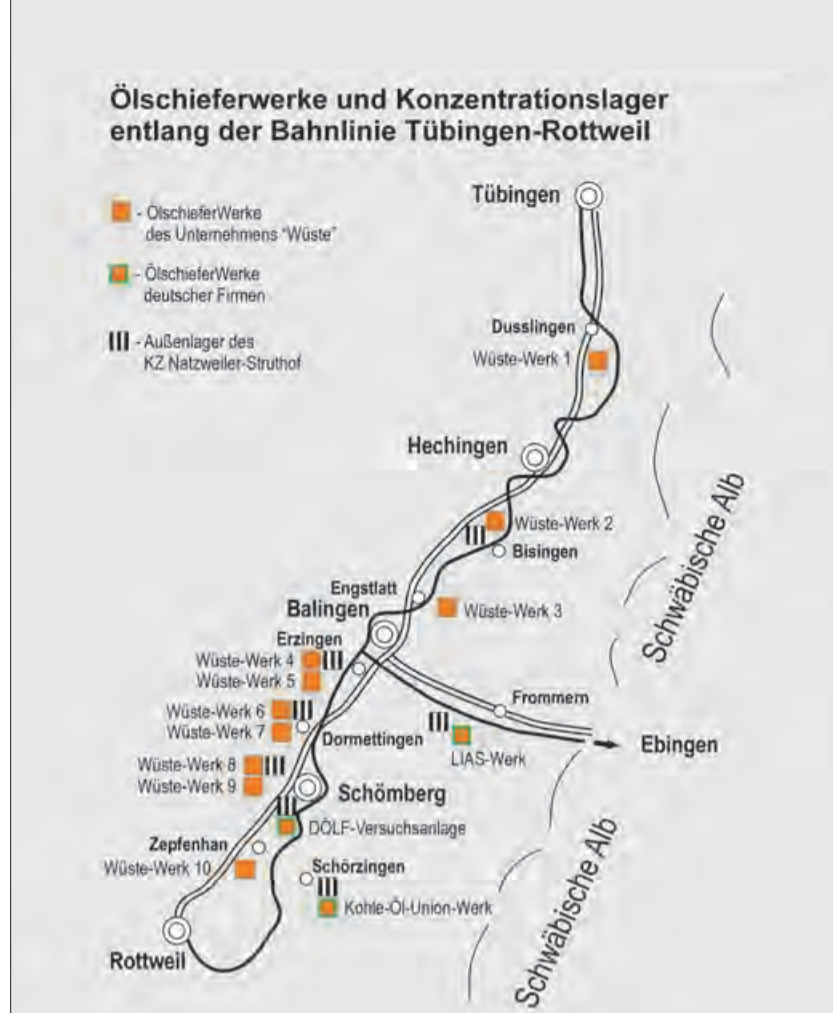 Ölschieferwerke und Konzentrationslager
entlang der Bahnlinie Tübingen-Rottweil
- ÖlschieferWerke
des Unternehmens "Wüste"
- ÖlschieferWerke
deutscher Firmen
- Außenlager des
KZ Natzweiler-Struthof
Tübingen
Dusslingen
Wüste-Werk 1
Hechingen
Wüste-Werk 2
Bisingen
Engstlatt
Wüste-Werk 3
Balingen
Erzingen
Wüste-Werk 4
Wüste-Werk 5
Frommern
Wüste-Werk 6
Wüste-Werk 7
Dormettingen
LIAS-Werk
Ebingen
Wüste-Werk 8
Wüste-Werk 9
Schömberg
DÖLF-Versuchsanlage
Zepfenhan
Wüste-Werk 10
Schörzingen
Kohle-Öl-Union-Werk
Rottweil
Schwäbische Alb
Schwäbische Alb